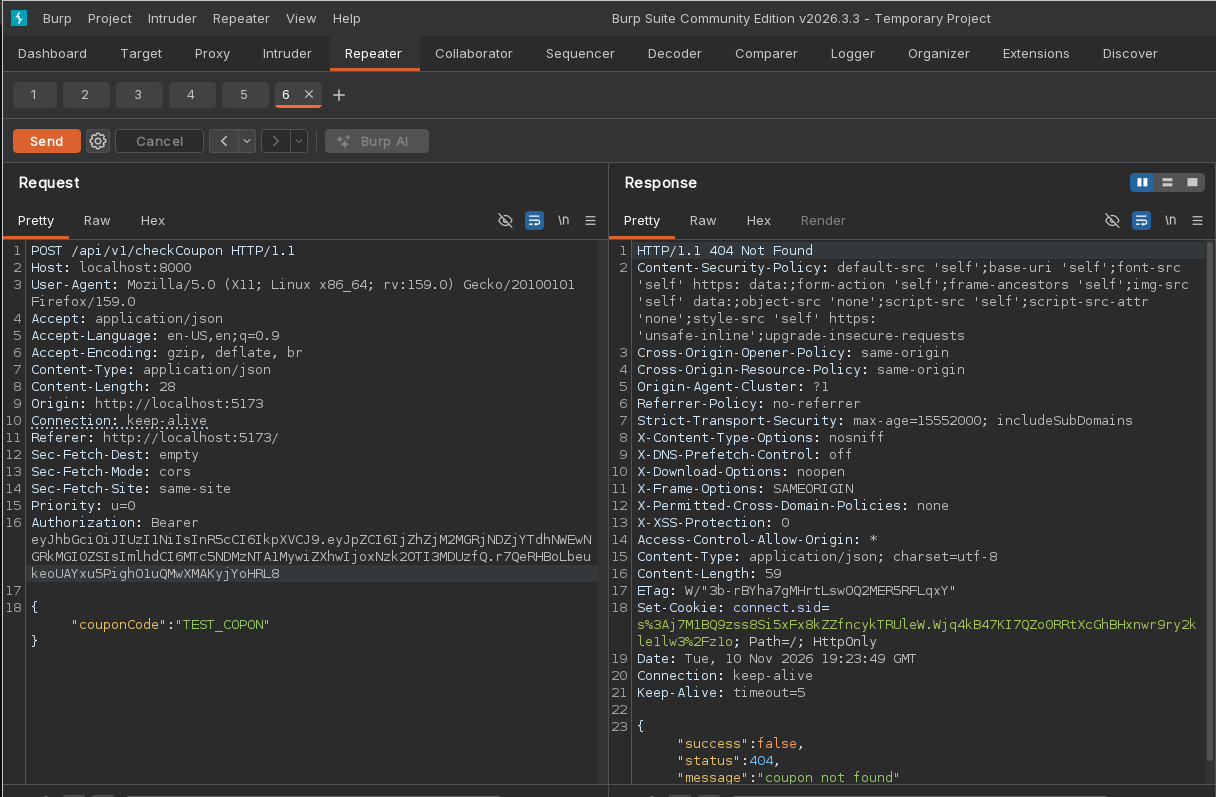 Burp Project Intruder Repeater View Help Burp Suite Community Edition v2026.3.3 - Temporary Project
Dashboard Target Proxy Intruder Repeater Collaborator Sequencer Decoder Comparer Logger Organizer Extensions Discover
1 2 3 4 5 6 × +
Send Cancel < > Burp AI
Request
Pretty Raw Hex \n
1 POST /api/v1/checkCoupon HTTP/1.1
2 Host: localhost:8000
3 User-Agent: Mozilla/5.0 (X11; Linux x86_64; rv:159.0) Gecko/20100101
Firefox/159.0
4 Accept: application/json
5 Accept-Language: en-US,en;q=0.9
6 Accept-Encoding: gzip, deflate, br
7 Content-Type: application/json
8 Content-Length: 28
9 Origin: http://localhost:5173
10 Connection: keep-alive
11 Referer: http://localhost:5173/
12 Sec-Fetch-Dest: empty
13 Sec-Fetch-Mode: cors
14 Sec-Fetch-Site: same-site
15 Priority: u=0
16 Authorization: Bearer
eyJhbGciOiJIUzI1NiIsInR5cCI6IkpXVCJ9.eyJpZCI6IjZhZjM2MGRjNDZjYTdhNWEwN
GRkMGI0ZSIsImlhdCI6MTc5NDMzNTA1MywiZXhwIjoxNzk2OTI3MDUzfQ.r7QeRHBoLbeu
keoUAYxu5PighO1uQMwXMAKyjYoHRL8
17
18 {
"couponCode":"TEST_COPON"
}
Response
Pretty Raw Hex Render \n
1 HTTP/1.1 404 Not Found
2 Content-Security-Policy: default-src 'self';base-uri 'self';font-src
'self' https: data:;form-action 'self';frame-ancestors 'self';img-src
'self' data:;object-src 'none';script-src 'self';script-src-attr
'none';style-src 'self' https:
'unsafe-inline';upgrade-insecure-requests
3 Cross-Origin-Opener-Policy: same-origin
4 Cross-Origin-Resource-Policy: same-origin
5 Origin-Agent-Cluster: ?1
6 Referrer-Policy: no-referrer
7 Strict-Transport-Security: max-age=15552000; includeSubDomains
8 X-Content-Type-Options: nosniff
9 X-DNS-Prefetch-Control: off
10 X-Download-Options: noopen
11 X-Frame-Options: SAMEORIGIN
12 X-Permitted-Cross-Domain-Policies: none
13 X-XSS-Protection: 0
14 Access-Control-Allow-Origin: *
15 Content-Type: application/json; charset=utf-8
16 Content-Length: 59
17 ETag: W/"3b-rBYha7gMHrtLswOQ2MER5RFLqxY"
18 Set-Cookie: connect.sid=
s%3Aj7M1BQ9zss8Si5xFx8kZZfncykTRUleW.Wjq4kB47KI7QZoORRtXcGhBHxnwr9ry2k
le1lw3%2Fz1o; Path=/; HttpOnly
19 Date: Tue, 10 Nov 2026 19:23:49 GMT
20 Connection: keep-alive
21 Keep-Alive: timeout=5
22
23 {
"success":false,
"status":404,
"message":"coupon not found"